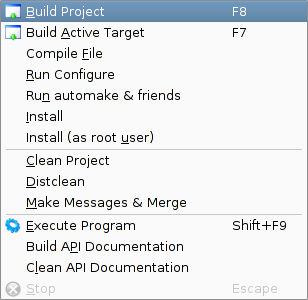 Build Project F8
Build Active Target F7
Compile File
Run Configure
Run automake & friends
Install
Install (as root user)
Clean Project
Distclean
Make Messages & Merge
Execute Program Shift+F9
Build API Documentation
Clean API Documentation
Stop Escape